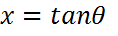 x = tanθ